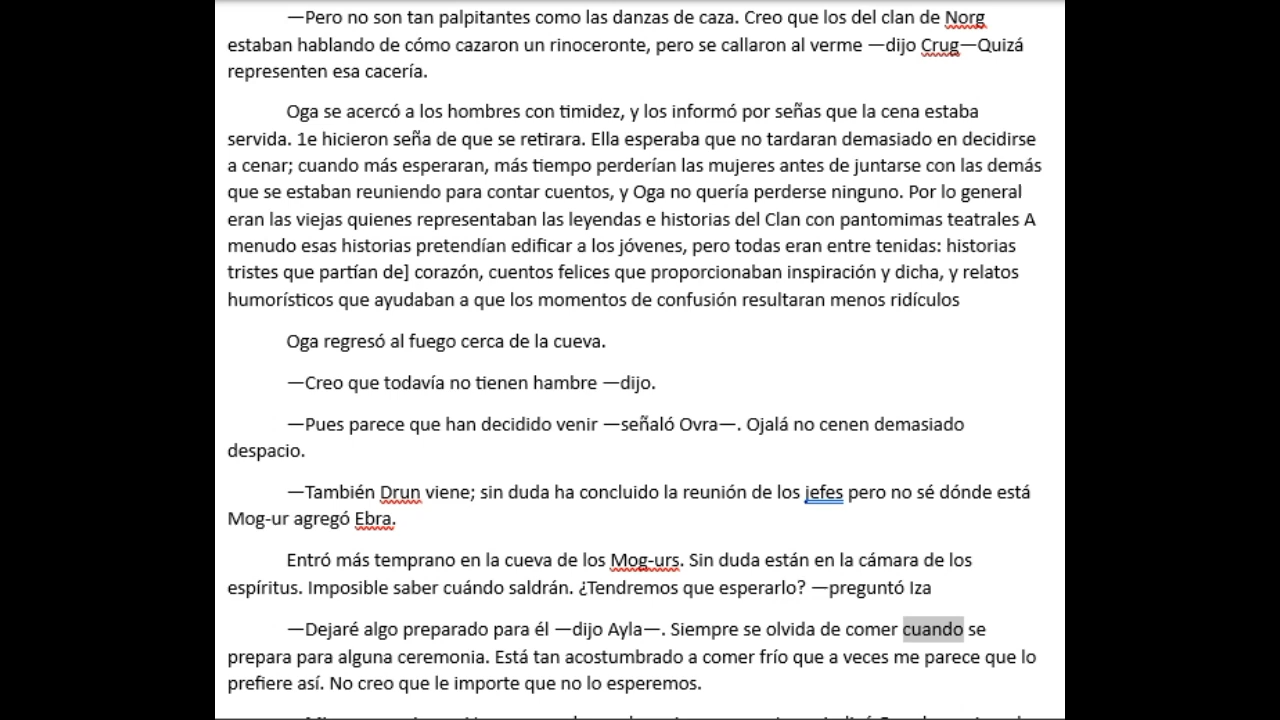 —Pero no son tan palpitantes como las danzas de caza. Creo que los del clan de Norg
estaban hablando de cómo cazaron un rinoceronte, pero se callaron al verme —dijo Crug—Quizá
representen esa cacería.
Oga se acercó a los hombres con timidez, y los informó por señas que la cena estaba
servida. 1e hicieron seña de que se retirara. Ella esperaba que no tardaran demasiado en decidirse
a cenar; cuando más esperaran, más tiempo perderían las mujeres antes de juntarse con las demás
que se estaban reuniendo para contar cuentos, y Oga no quería perderse ninguno. Por lo general
eran las viejas quienes representaban las leyendas e historias del Clan con pantomimas teatrales A
menudo esas historias pretendían edificar a los jóvenes, pero todas eran entre tenidas: historias
tristes que partían de] corazón, cuentos felices que proporcionaban inspiración y dicha, y relatos
humorísticos que ayudaban a que los momentos de confusión resultaran menos ridículos
Oga regresó al fuego cerca de la cueva.
—Creo que todavía no tienen hambre —dijo.
—Pues parece que han decidido venir —señaló Ovra—. Ojalá no cenen demasiado
despacio.
—También Drun viene; sin duda ha concluido la reunión de los jefes pero no sé dónde está
Mog-ur agregó Ebra.
Entró más temprano en la cueva de los Mog-urs. Sin duda están en la cámara de los
espíritus. Imposible saber cuándo saldrán. ¿Tendremos que esperarlo? —preguntó Iza
—Dejaré algo preparado para él —dijo Ayla—. Siempre se olvida de comer cuando se
prepara para alguna ceremonia. Está tan acostumbrado a comer frío que a veces me parece que lo
prefiere así. No creo que le importe que no lo esperemos.